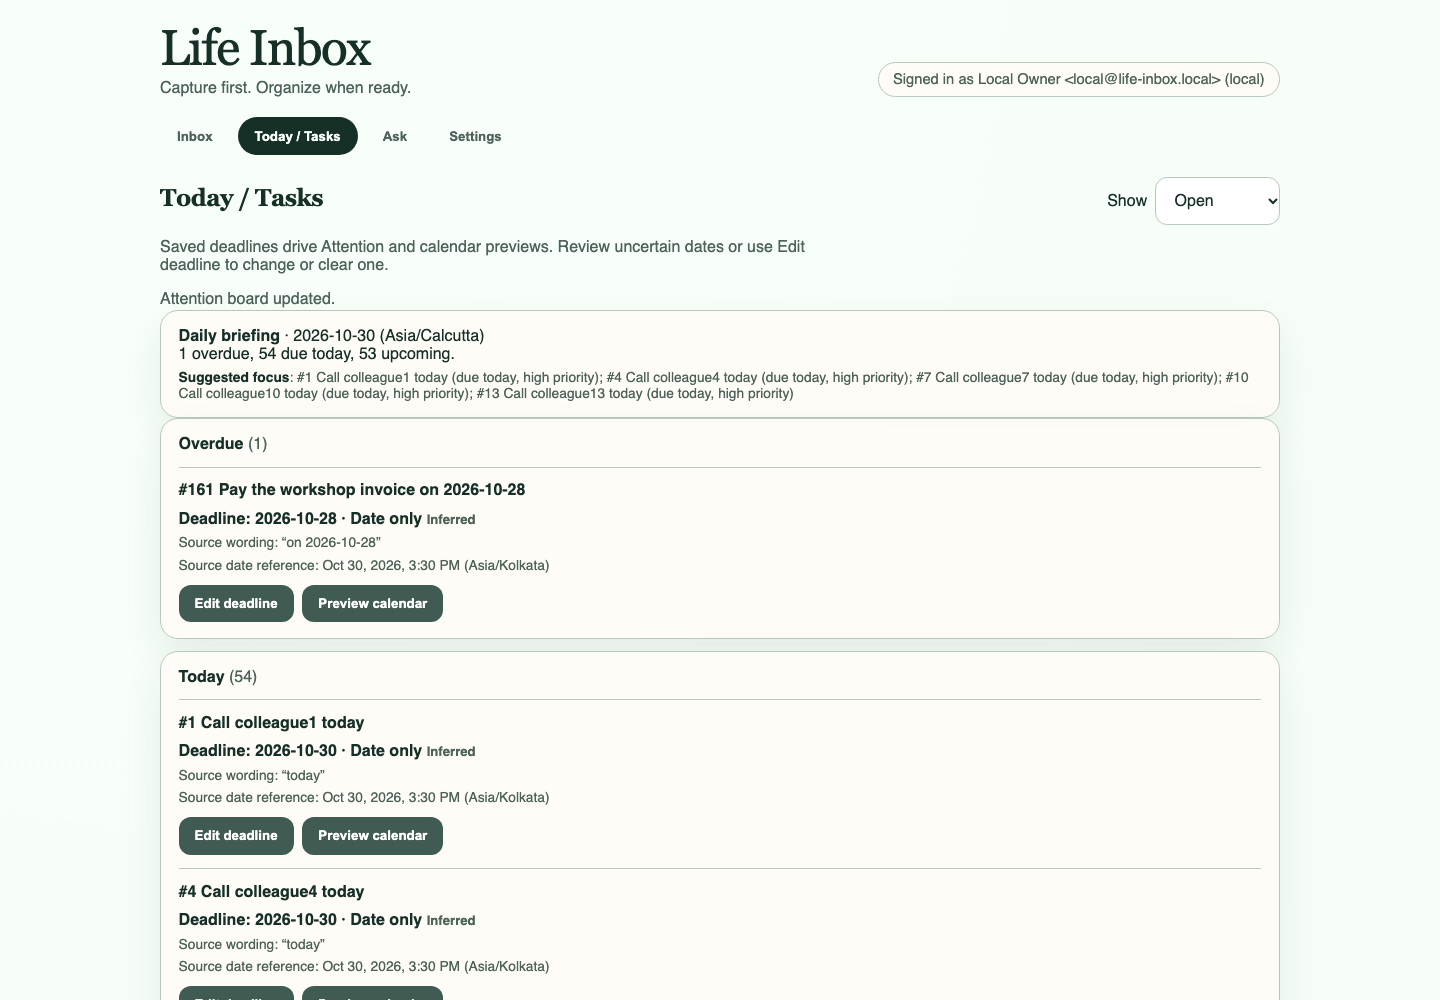 Life Inbox
Capture first. Organize when ready.
Signed in as Local Owner <local@life-inbox.local> (local)
Inbox
Today / Tasks
Ask
Settings
Today / Tasks
Show
Open
Saved deadlines drive Attention and calendar previews. Review uncertain dates or use Edit
deadline to change or clear one.
Attention board updated.
Daily briefing · 2026-10-30 (Asia/Calcutta)
1 overdue, 54 due today, 53 upcoming.
Suggested focus: #1 Call colleague1 today (due today, high priority); #4 Call colleague4 today (due today, high priority); #7 Call colleague7 today (due today, high priority); #10
Call colleague10 today (due today, high priority); #13 Call colleague13 today (due today, high priority)
Overdue (1)
#161 Pay the workshop invoice on 2026-10-28
Deadline: 2026-10-28 · Date only Inferred
Source wording: “on 2026-10-28”
Source date reference: Oct 30, 2026, 3:30 PM (Asia/Kolkata)
Edit deadline
Preview calendar
Today (54)
#1 Call colleague1 today
Deadline: 2026-10-30 · Date only Inferred
Source wording: “today”
Source date reference: Oct 30, 2026, 3:30 PM (Asia/Kolkata)
Edit deadline
Preview calendar
#4 Call colleague4 today
Deadline: 2026-10-30 · Date only Inferred
Source wording: “today”
Source date reference: Oct 30, 2026, 3:30 PM (Asia/Kolkata)